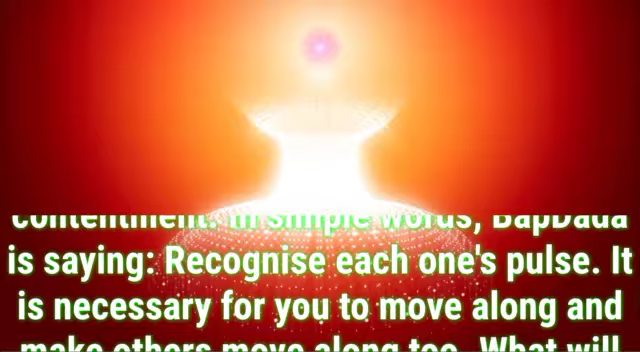 contentment. In simple words, BapDada
is saying: Recognise each one's pulse. It
is necessary for you to move along and
make others move along too. What will